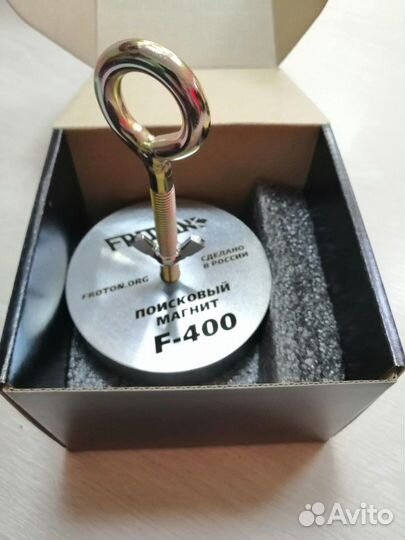 FROTON
FROTON.ORG
СДЕЛАНО
В РОССИИ
ПОИСКОВЫЙ
МАГНИТ
F-400
Avito